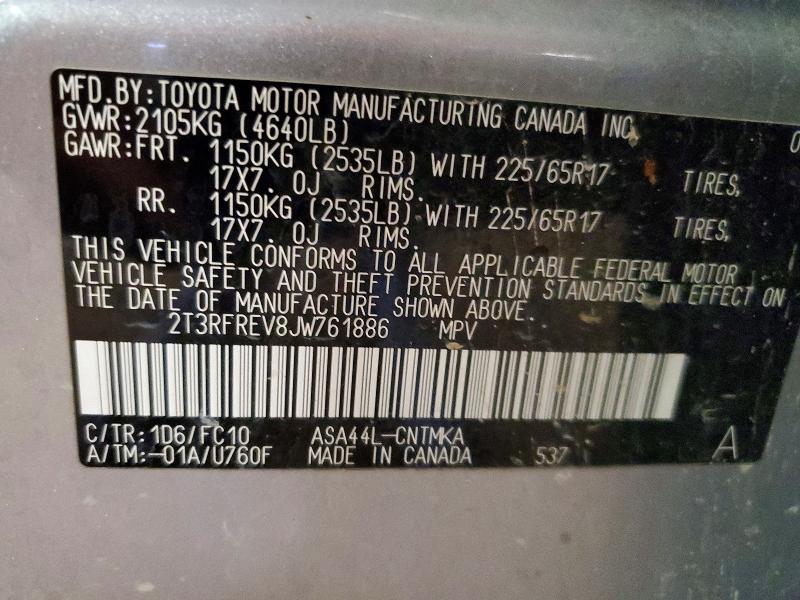 MFD.BY:TOYOTA MOTOR MANUFACTURING CANADA INC.
GVWR:2105KG (4640LB)
GAWR:FRT. 1150KG (2535LB) WITH 225/65R17 TIRES,
17X7.0J RIMS.
RR. 1150KG (2535LB) WITH 225/65R17 TIRES,
17X7.0J RIMS.
THIS VEHICLE CONFORMS TO ALL APPLICABLE FEDERAL MOTOR
VEHICLE SAFETY AND THEFT PREVENTION STANDARDS IN EFFECT ON
THE DATE OF MANUFACTURE SHOWN ABOVE.
2T3RFREV8JW761886 MPV
C/TR:1D6/FC10 ASA44L-CNTMKA
A/TM:-01A/U760F MADE IN CANADA 537 A